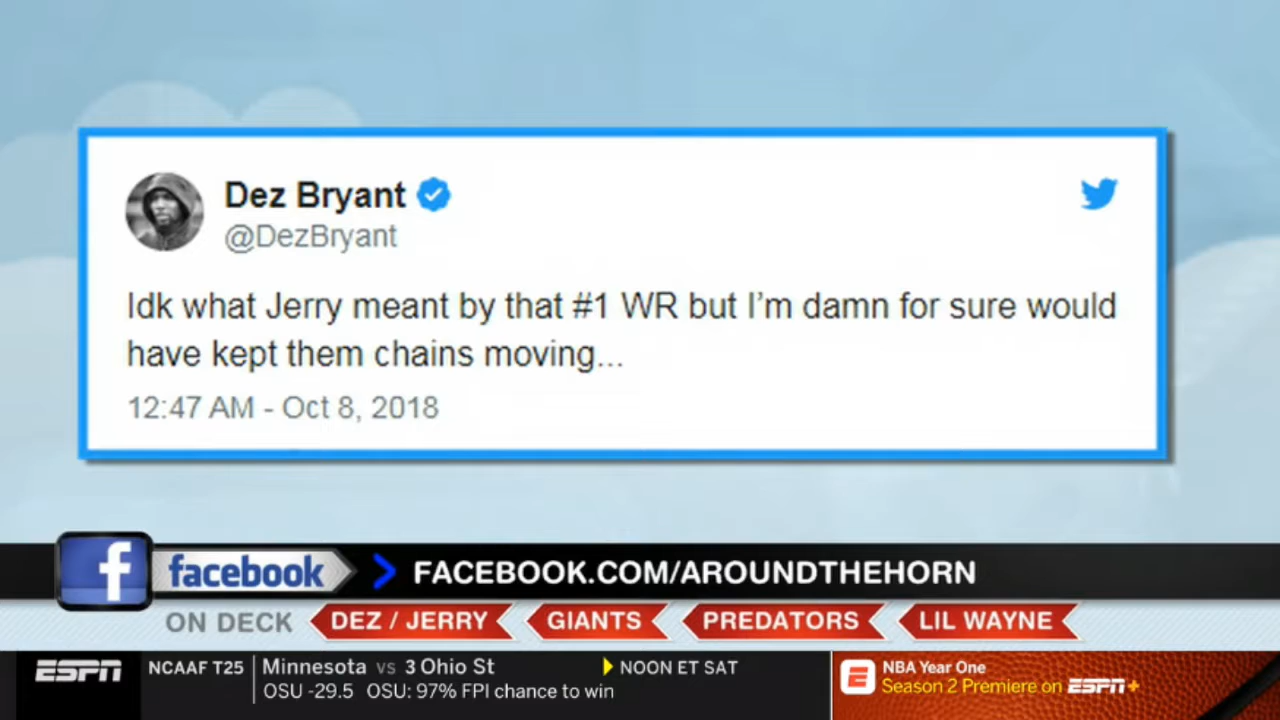 Dez Bryant
@DezBryant
Idk what Jerry meant by that #1 WR but I'm damn for sure would
have kept them chains moving...
12:47 AM - Oct 8, 2018
f facebook FACEBOOK.COM/AROUNDTHEHORN
ON DECK DEZ / JERRY GIANTS PREDATORS LIL WAYNE
ESPN NCAAF T25 Minnesota vs 3 Ohio St NOON ET SAT
OSU -29.5 OSU: 97% FPI chance to win
E NBA Year One
Season 2 Premiere on ESPN+